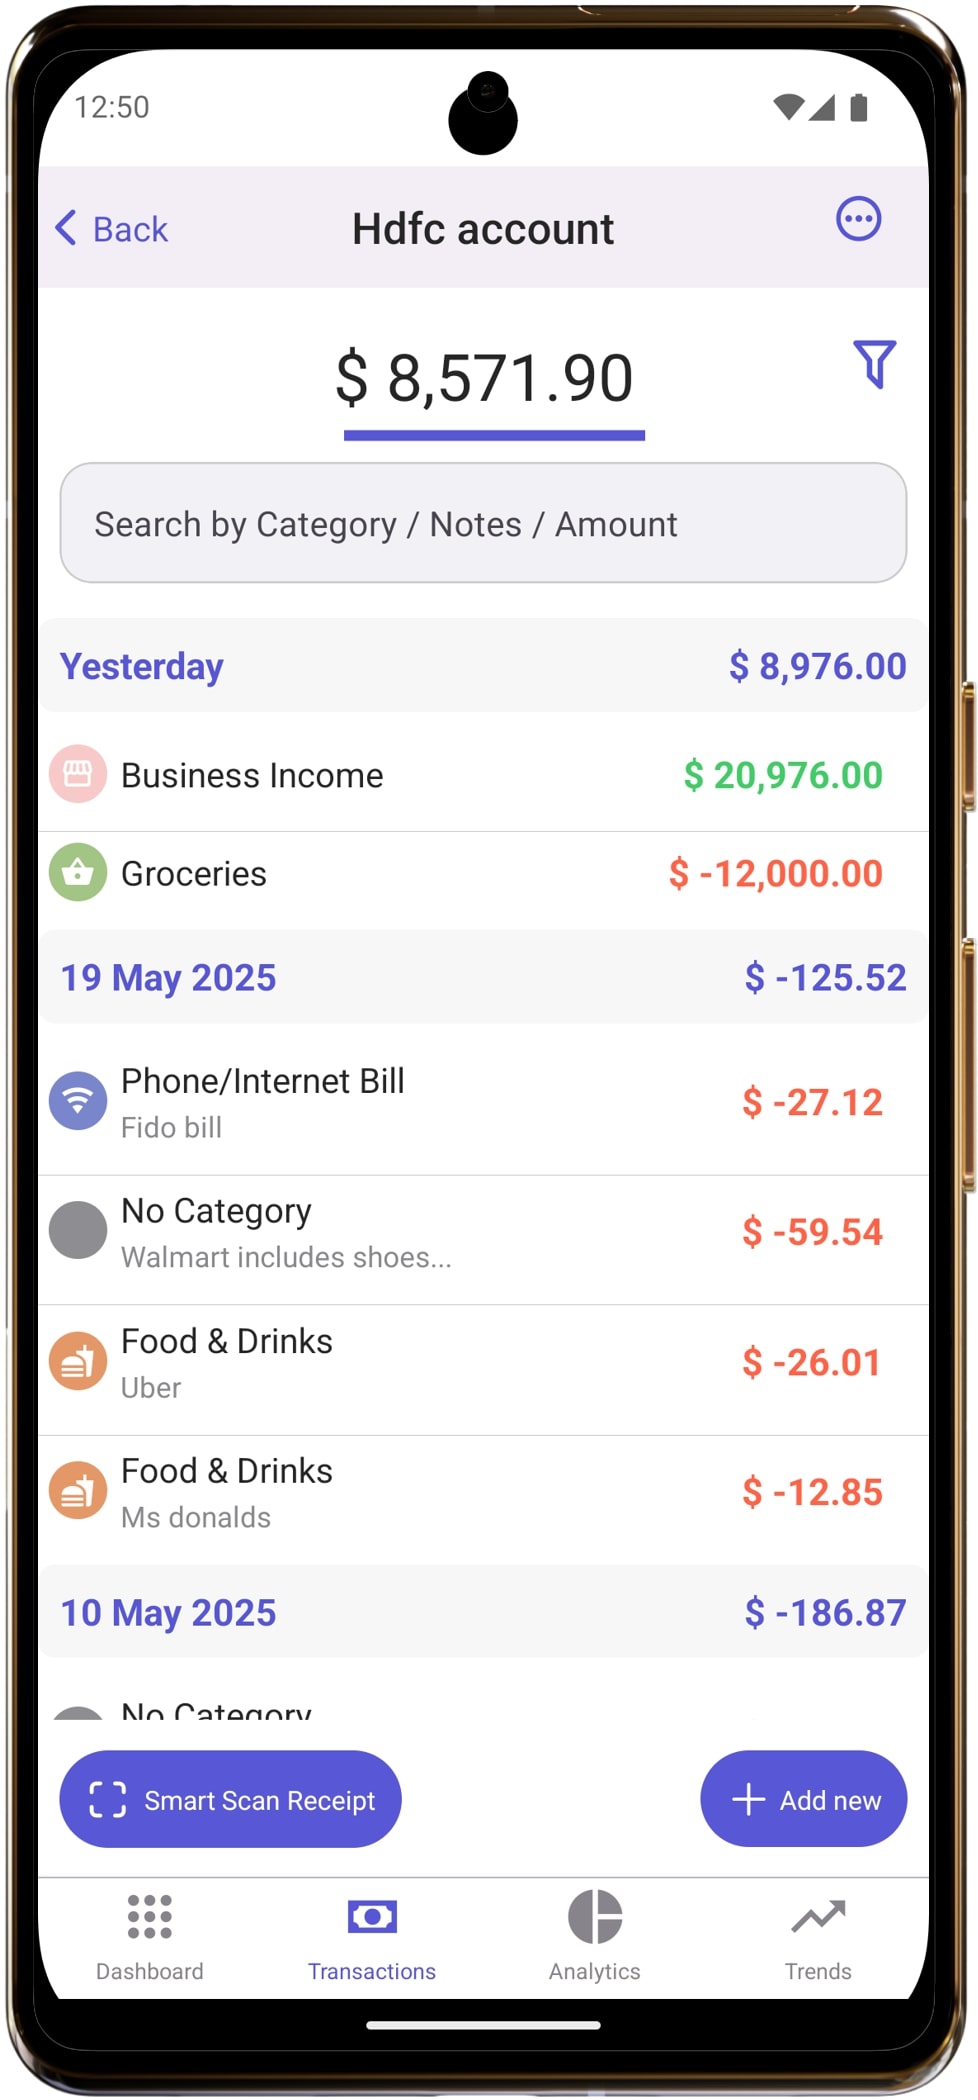 12:50
Back
Hdfc account
$ 8,571.90
Search by Category / Notes / Amount
Yesterday $ 8,976.00
Business Income $ 20,976.00
Groceries $ -12,000.00
19 May 2025 $ -125.52
Phone/Internet Bill
Fido bill
$ -27.12
No Category
Walmart includes shoes...
$ -59.54
Food & Drinks
Uber
$ -26.01
Food & Drinks
Ms donalds
$ -12.85
10 May 2025 $ -186.87
No Category
Smart Scan Receipt
Add new
Dashboard Transactions Analytics Trends